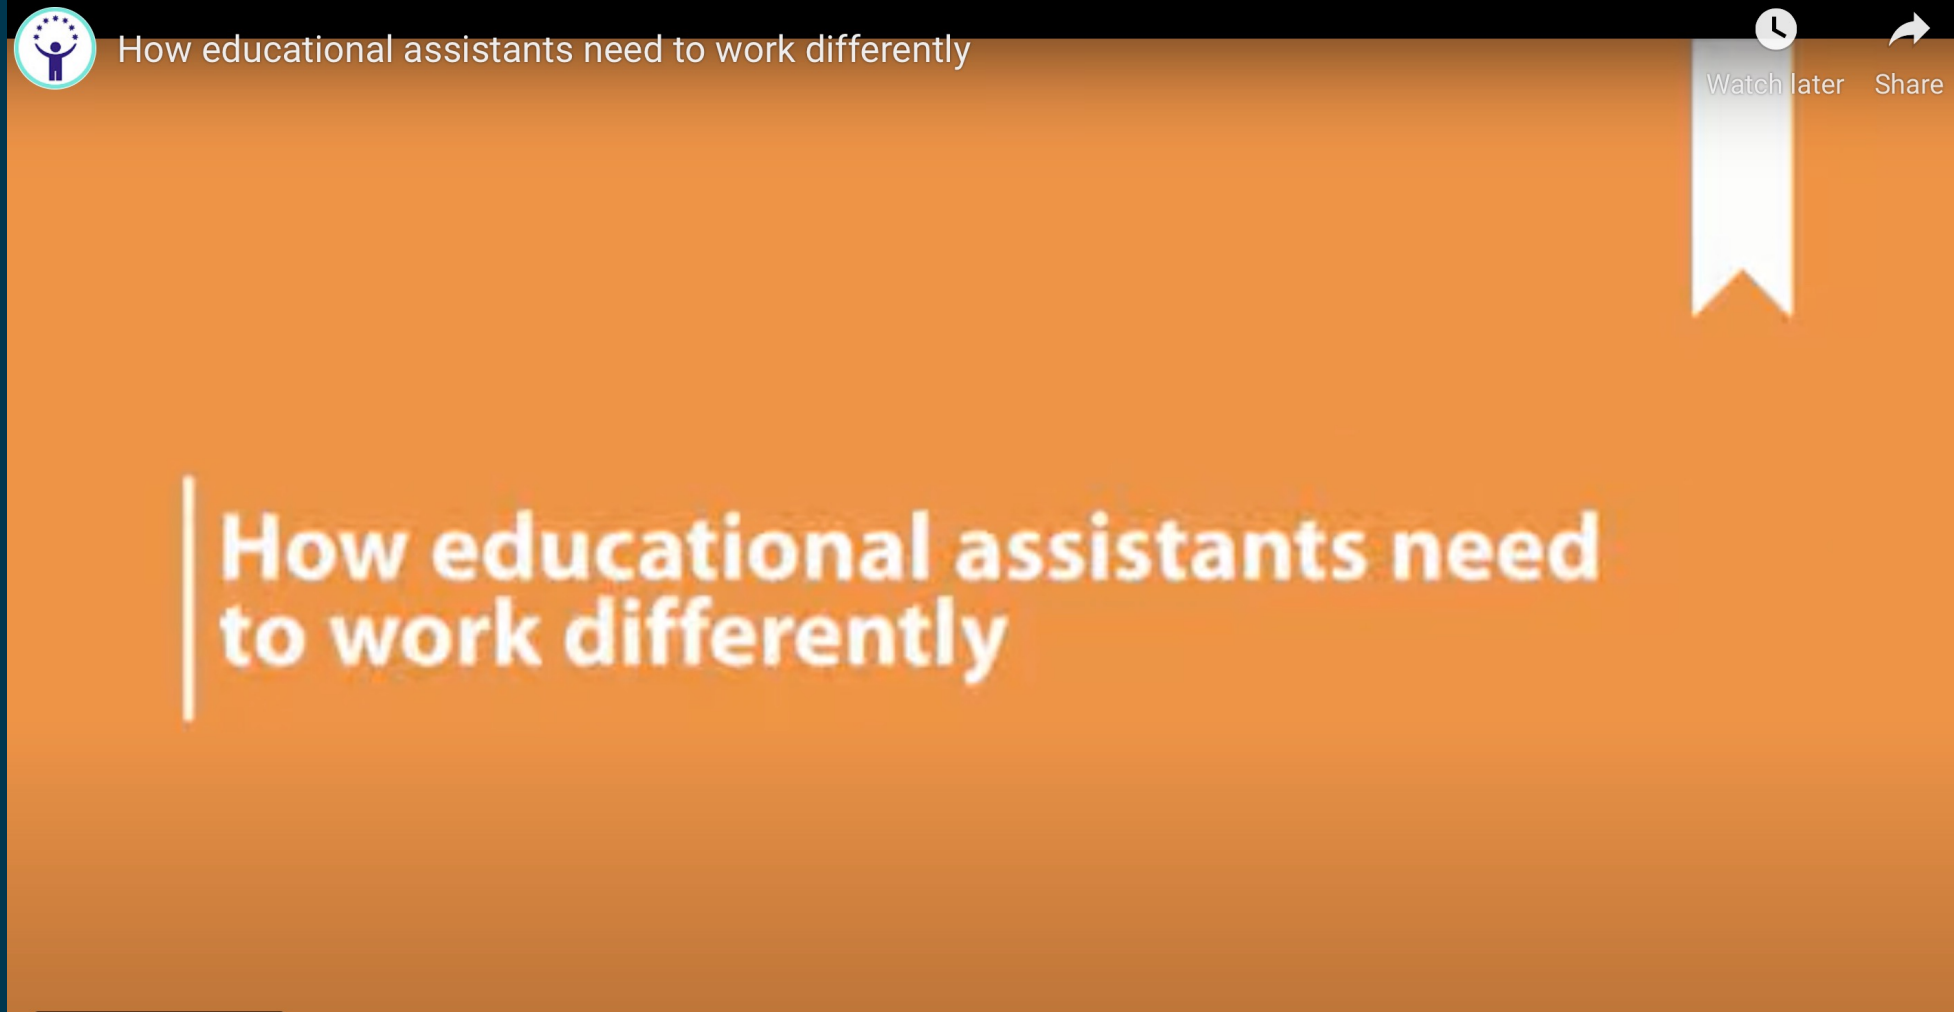 How educational assistants need to work differently
Watch later
Share
How educational assistants need
to work differently